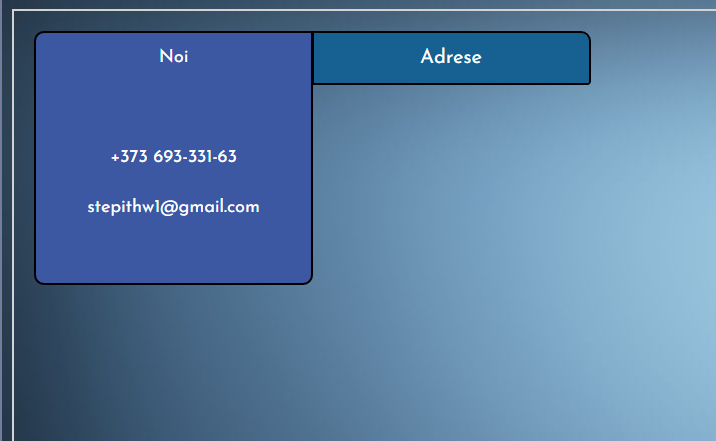 Noi
Adrese
+373 693-331-63
stepithw1@gmail.com